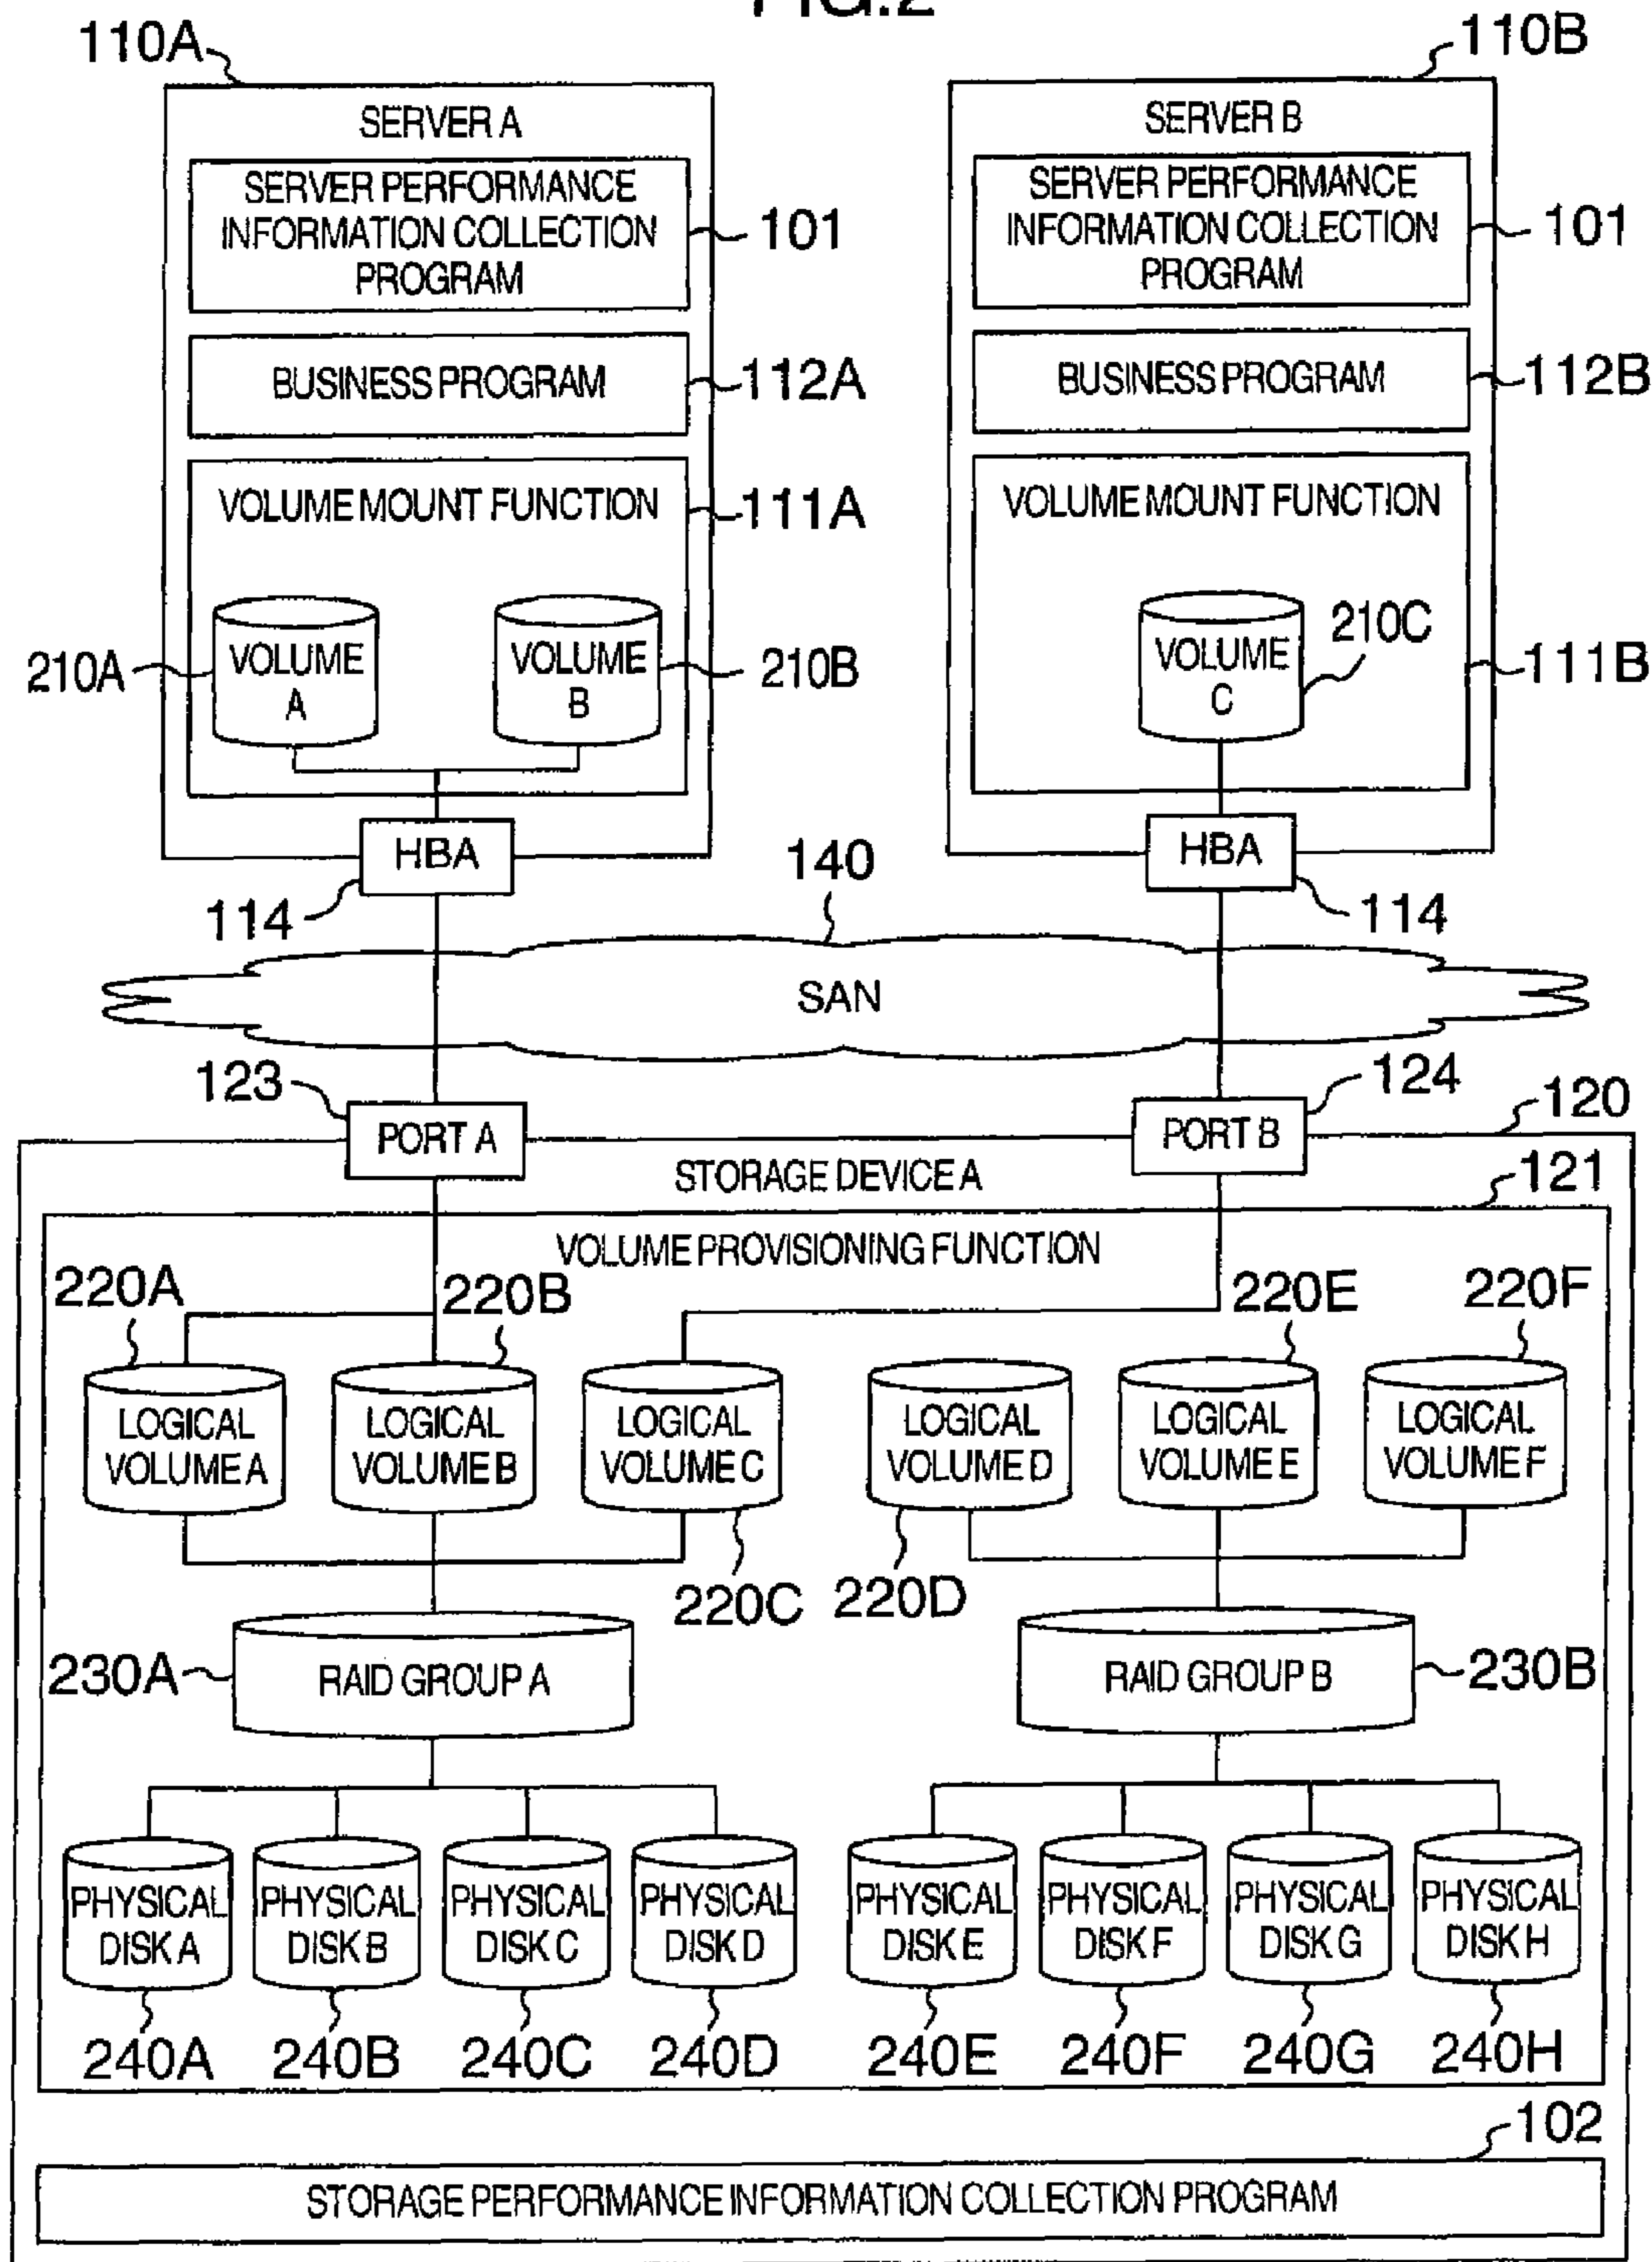 FIG.2
110A
110B
SERVER A
SERVER B
SERVER PERFORMANCE
INFORMATION COLLECTION
PROGRAM
101
SERVER PERFORMANCE
INFORMATION COLLECTION
PROGRAM
101
BUSINESS PROGRAM
112A
BUSINESS PROGRAM
112B
VOLUME MOUNT FUNCTION
111A
VOLUME MOUNT FUNCTION
111B
210A
VOLUME
A
VOLUME
B
210B
VOLUME
C
210C
HBA
114
HBA
114
140
SAN
123
PORT A
124
PORT B
120
STORAGE DEVICE A
121
VOLUME PROVISIONING FUNCTION
220A
220B
220E
220F
LOGICAL
VOLUME A
LOGICAL
VOLUME B
LOGICAL
VOLUME C
LOGICAL
VOLUME D
LOGICAL
VOLUME E
LOGICAL
VOLUME F
220C
220D
230A
RAID GROUP A
RAID GROUP B
230B
PHYSICAL
DISK A
PHYSICAL
DISK B
PHYSICAL
DISK C
PHYSICAL
DISK D
PHYSICAL
DISK E
PHYSICAL
DISK F
PHYSICAL
DISK G
PHYSICAL
DISK H
240A
240B
240C
240D
240E
240F
240G
240H
102
STORAGE PERFORMANCE INFORMATION COLLECTION PROGRAM